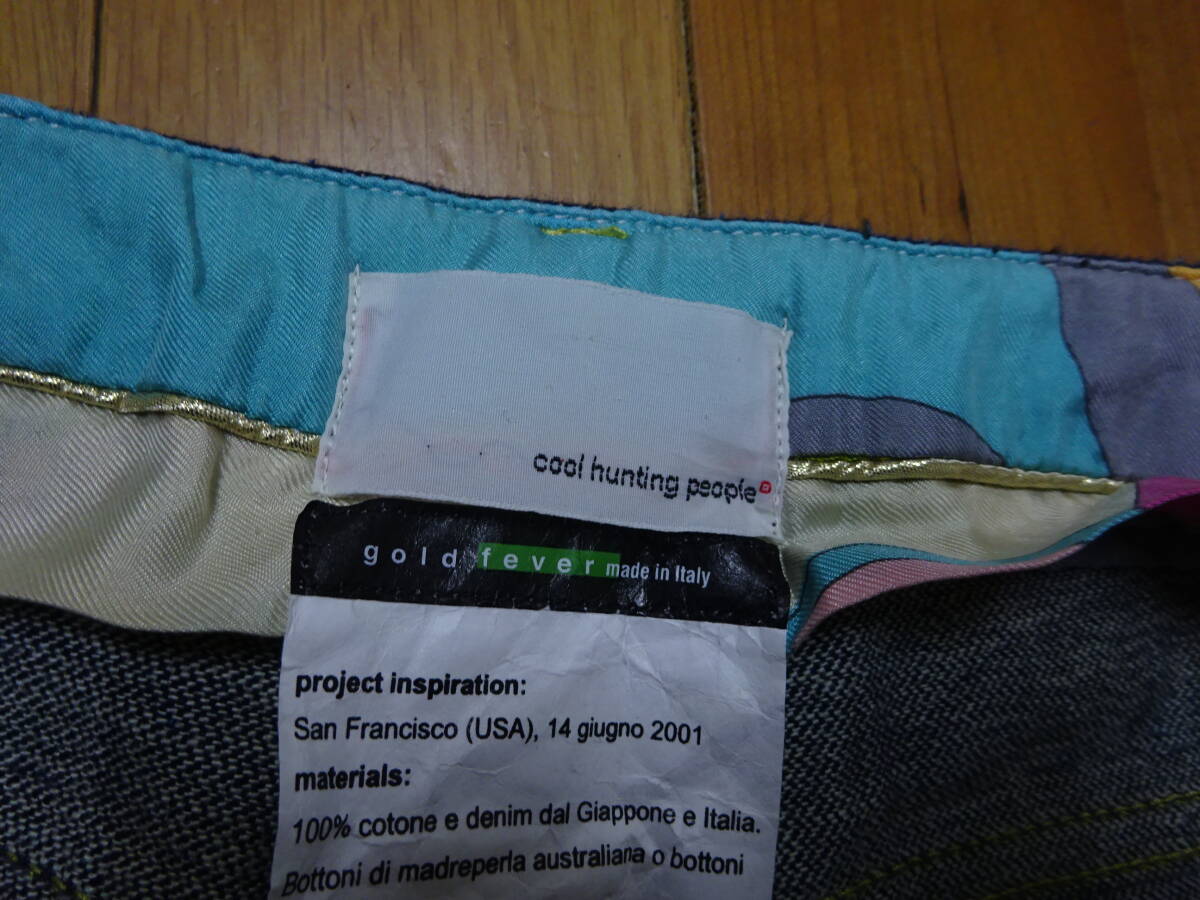 cool hunting people
gold fever made in Italy
project inspiration:
San Francisco (USA), 14 giugno 2001
materials:
100% cotone e denim dal Giappone e Italia.
Bottoni di madreperla australiana o bottoni